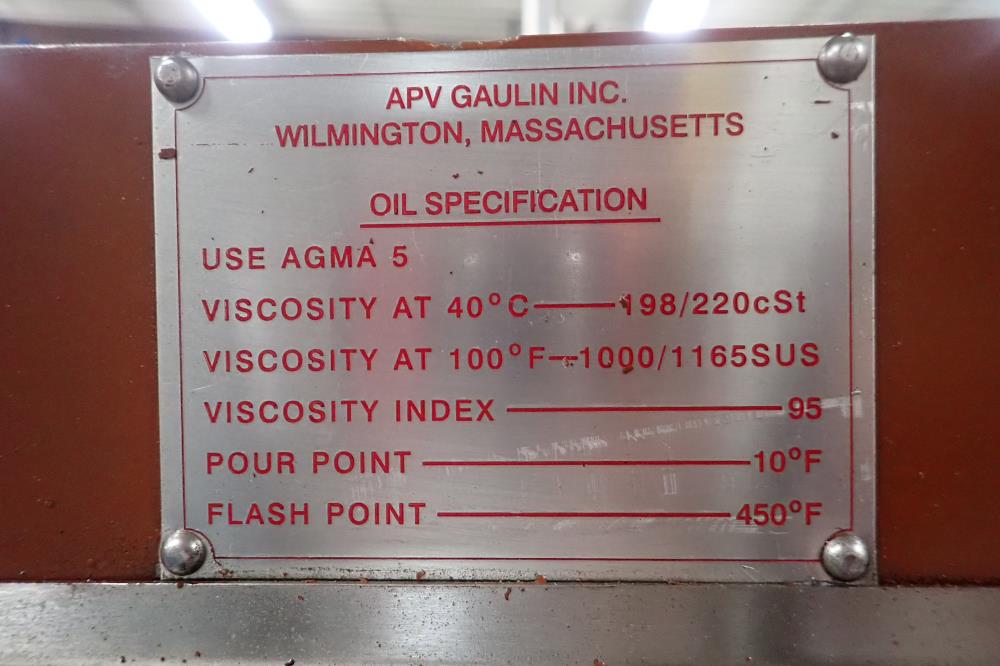 APV GAULIN INC.
WILMINGTON, MASSACHUSETTS
OIL SPECIFICATION
USE AGMA 5
VISCOSITY AT 40°C—198/220cSt
VISCOSITY AT 100°F—1000/1165SUS
VISCOSITY INDEX—95
POUR POINT—10°F
FLASH POINT—450°F